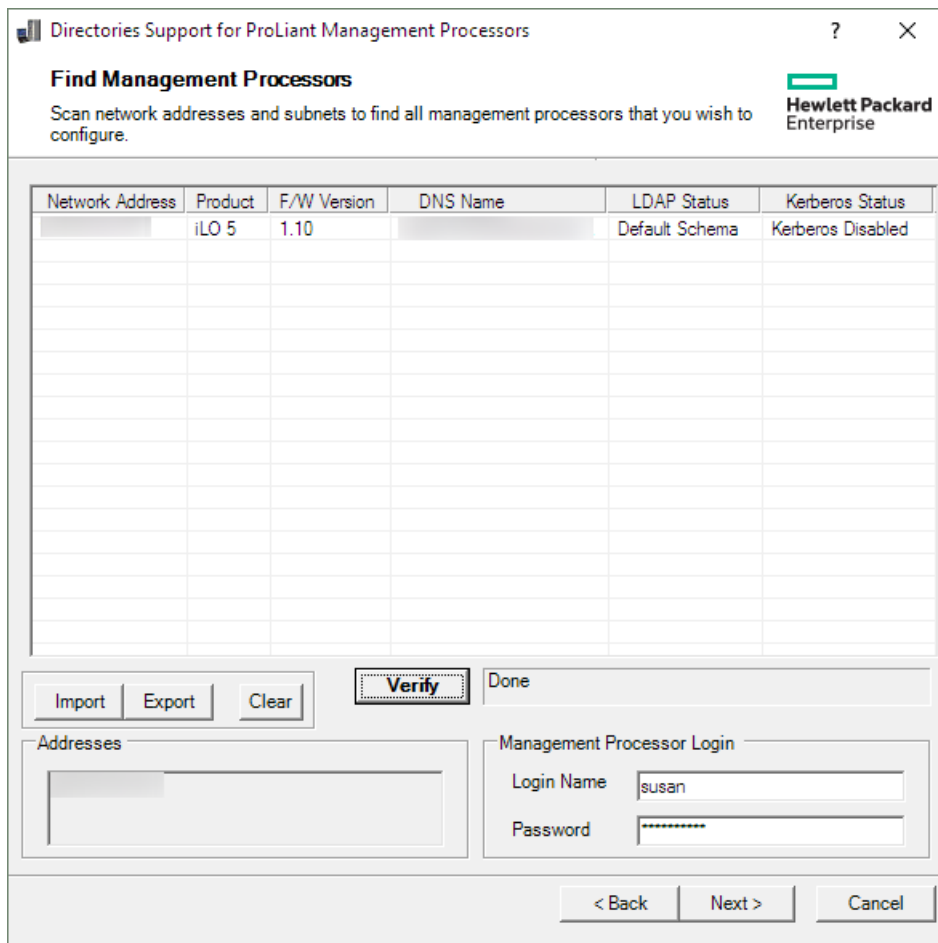 Directories Support for ProLiant Management Processors ? ×
Find Management Processors
Scan network addresses and subnets to find all management processors that you wish to
configure.
Hewlett Packard
Enterprise
Network Address Product F/W Version DNS Name LDAP Status Kerberos Status
iLO 5 1.10 Default Schema Kerberos Disabled
Import Export Clear Verify Done
Addresses
Management Processor Login
Login Name susan
Password **********
< Back Next > Cancel